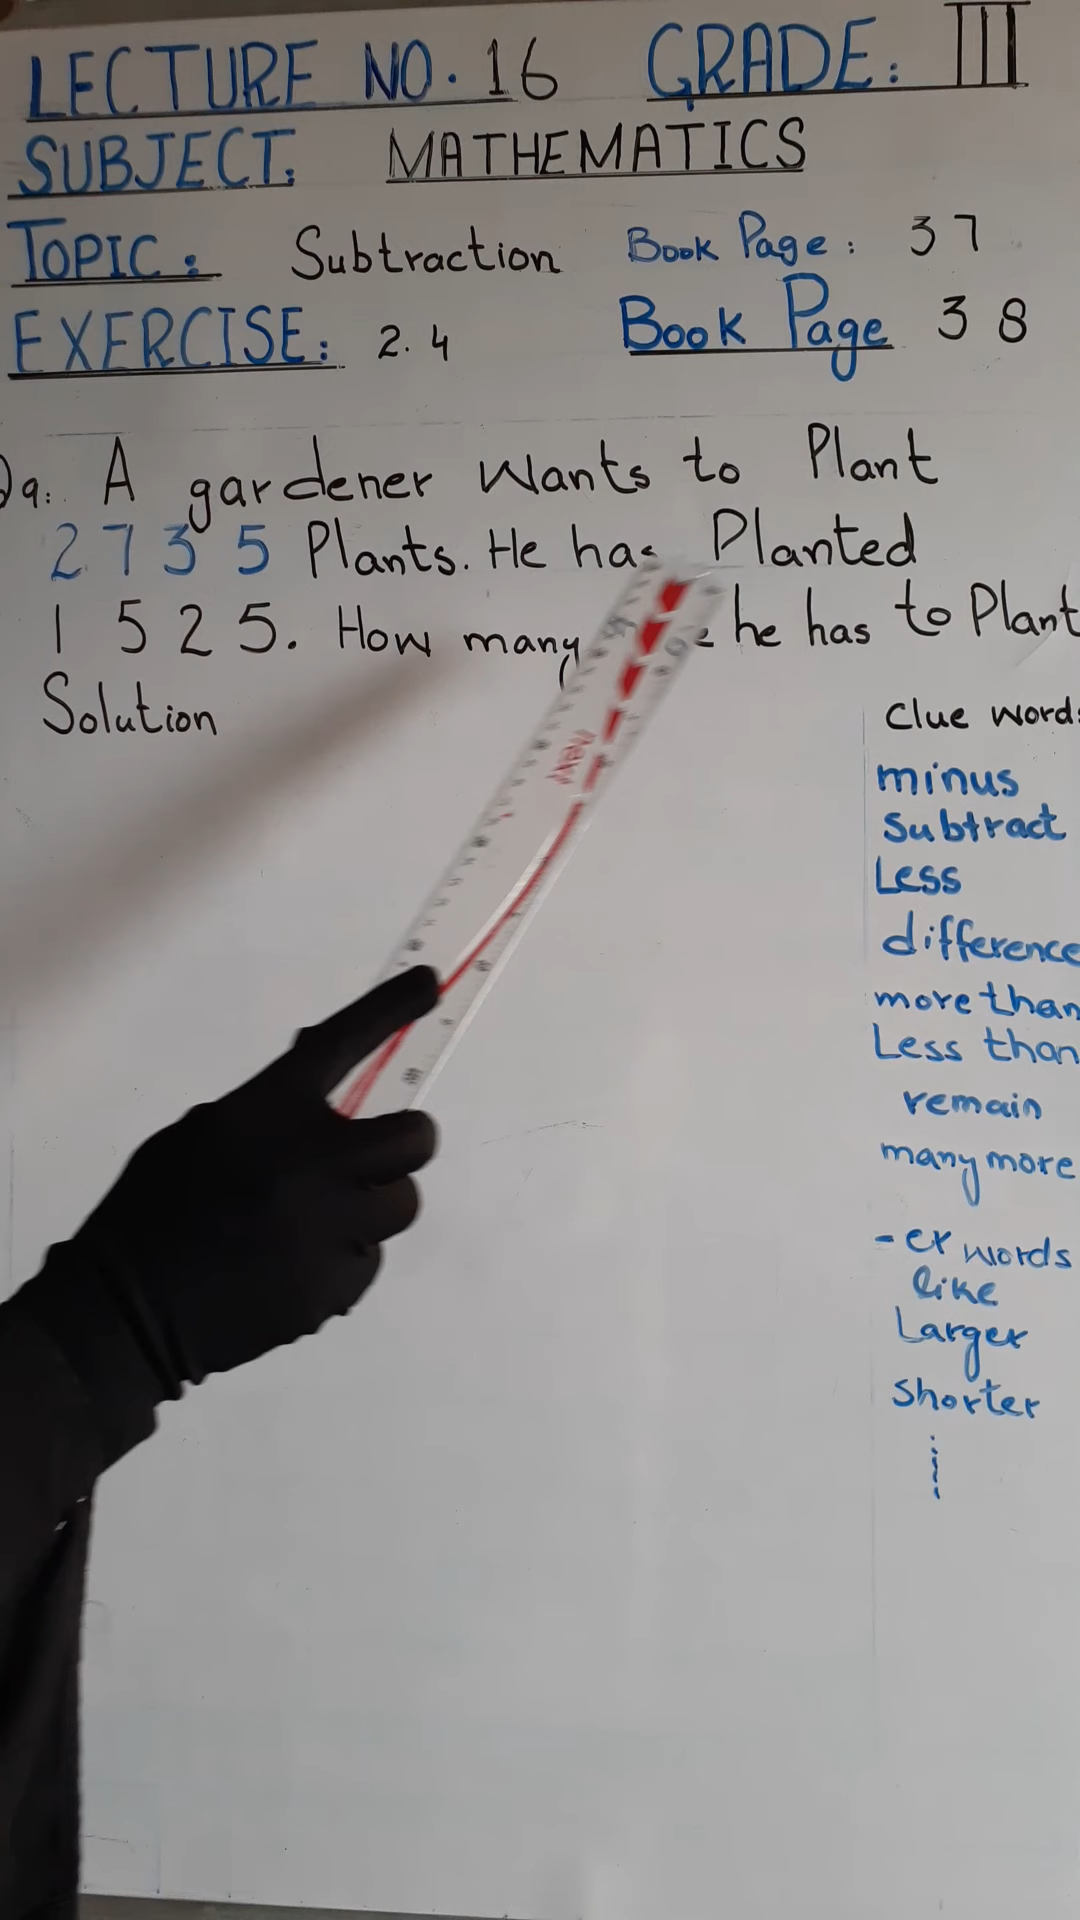 LECTURE NO. 16 GRADE: III
SUBJECT: MATHEMATICS
TOPIC: Subtraction Book Page: 37
EXERCISE: 2.4 Book Page 38
9: A gardener Wants to Plant
2735 Plants. He has Planted
1525. How many he has to Plant
Solution
Clue word
minus
Subtract
Less
difference
more than
Less than
remain
many more
-er words
like
Larger
Shorter